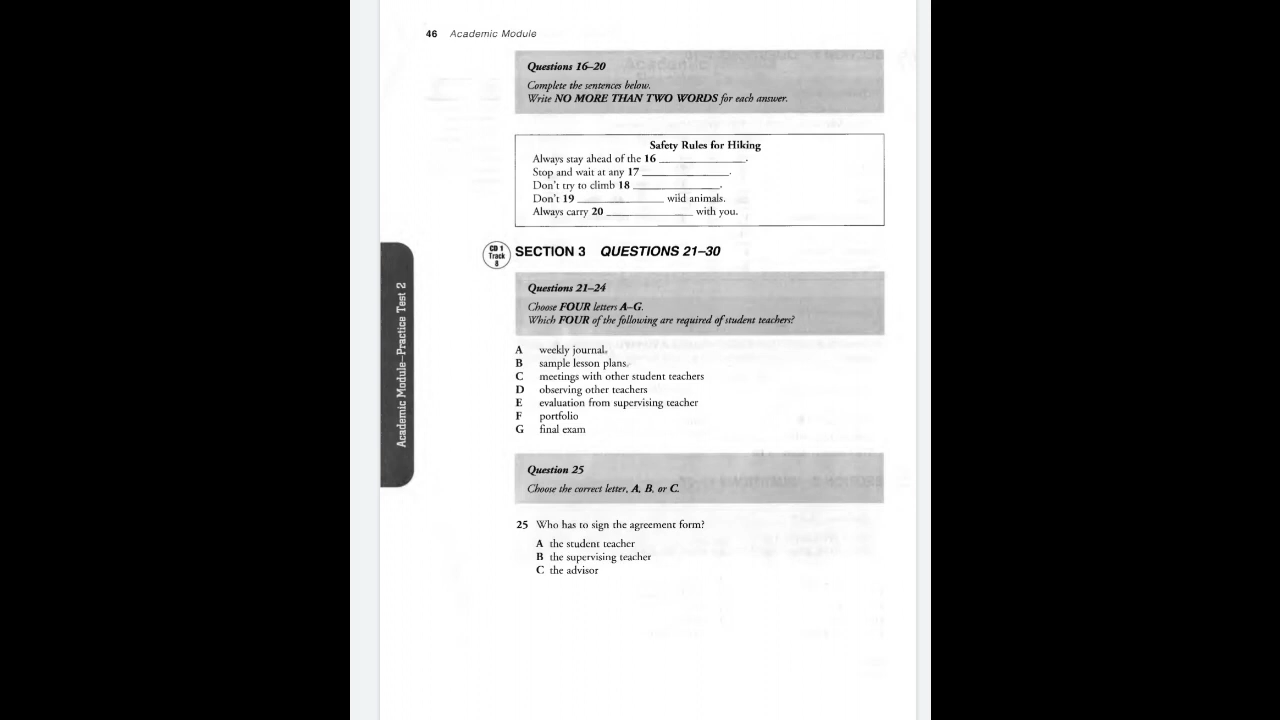 46 Academic Module
Questions 16–20
Complete the sentences below.
Write NO MORE THAN TWO WORDS for each answer.
Safety Rules for Hiking
Always stay ahead of the 16 ______________.
Stop and wait at any 17 ______________.
Don't try to climb 18 ______________.
Don't 19 ______________ wild animals.
Always carry 20 ______________ with you.
CD 1
Track
8
SECTION 3 QUESTIONS 21–30
Questions 21–24
Choose FOUR letters A–G.
Which FOUR of the following are required of student teachers?
A weekly journal.
B sample lesson plans.
C meetings with other student teachers
D observing other teachers
E evaluation from supervising teacher
F portfolio
G final exam
Academic Module–Practice Test 2
Question 25
Choose the correct letter, A, B, or C.
25 Who has to sign the agreement form?
A the student teacher
B the supervising teacher
C the advisor